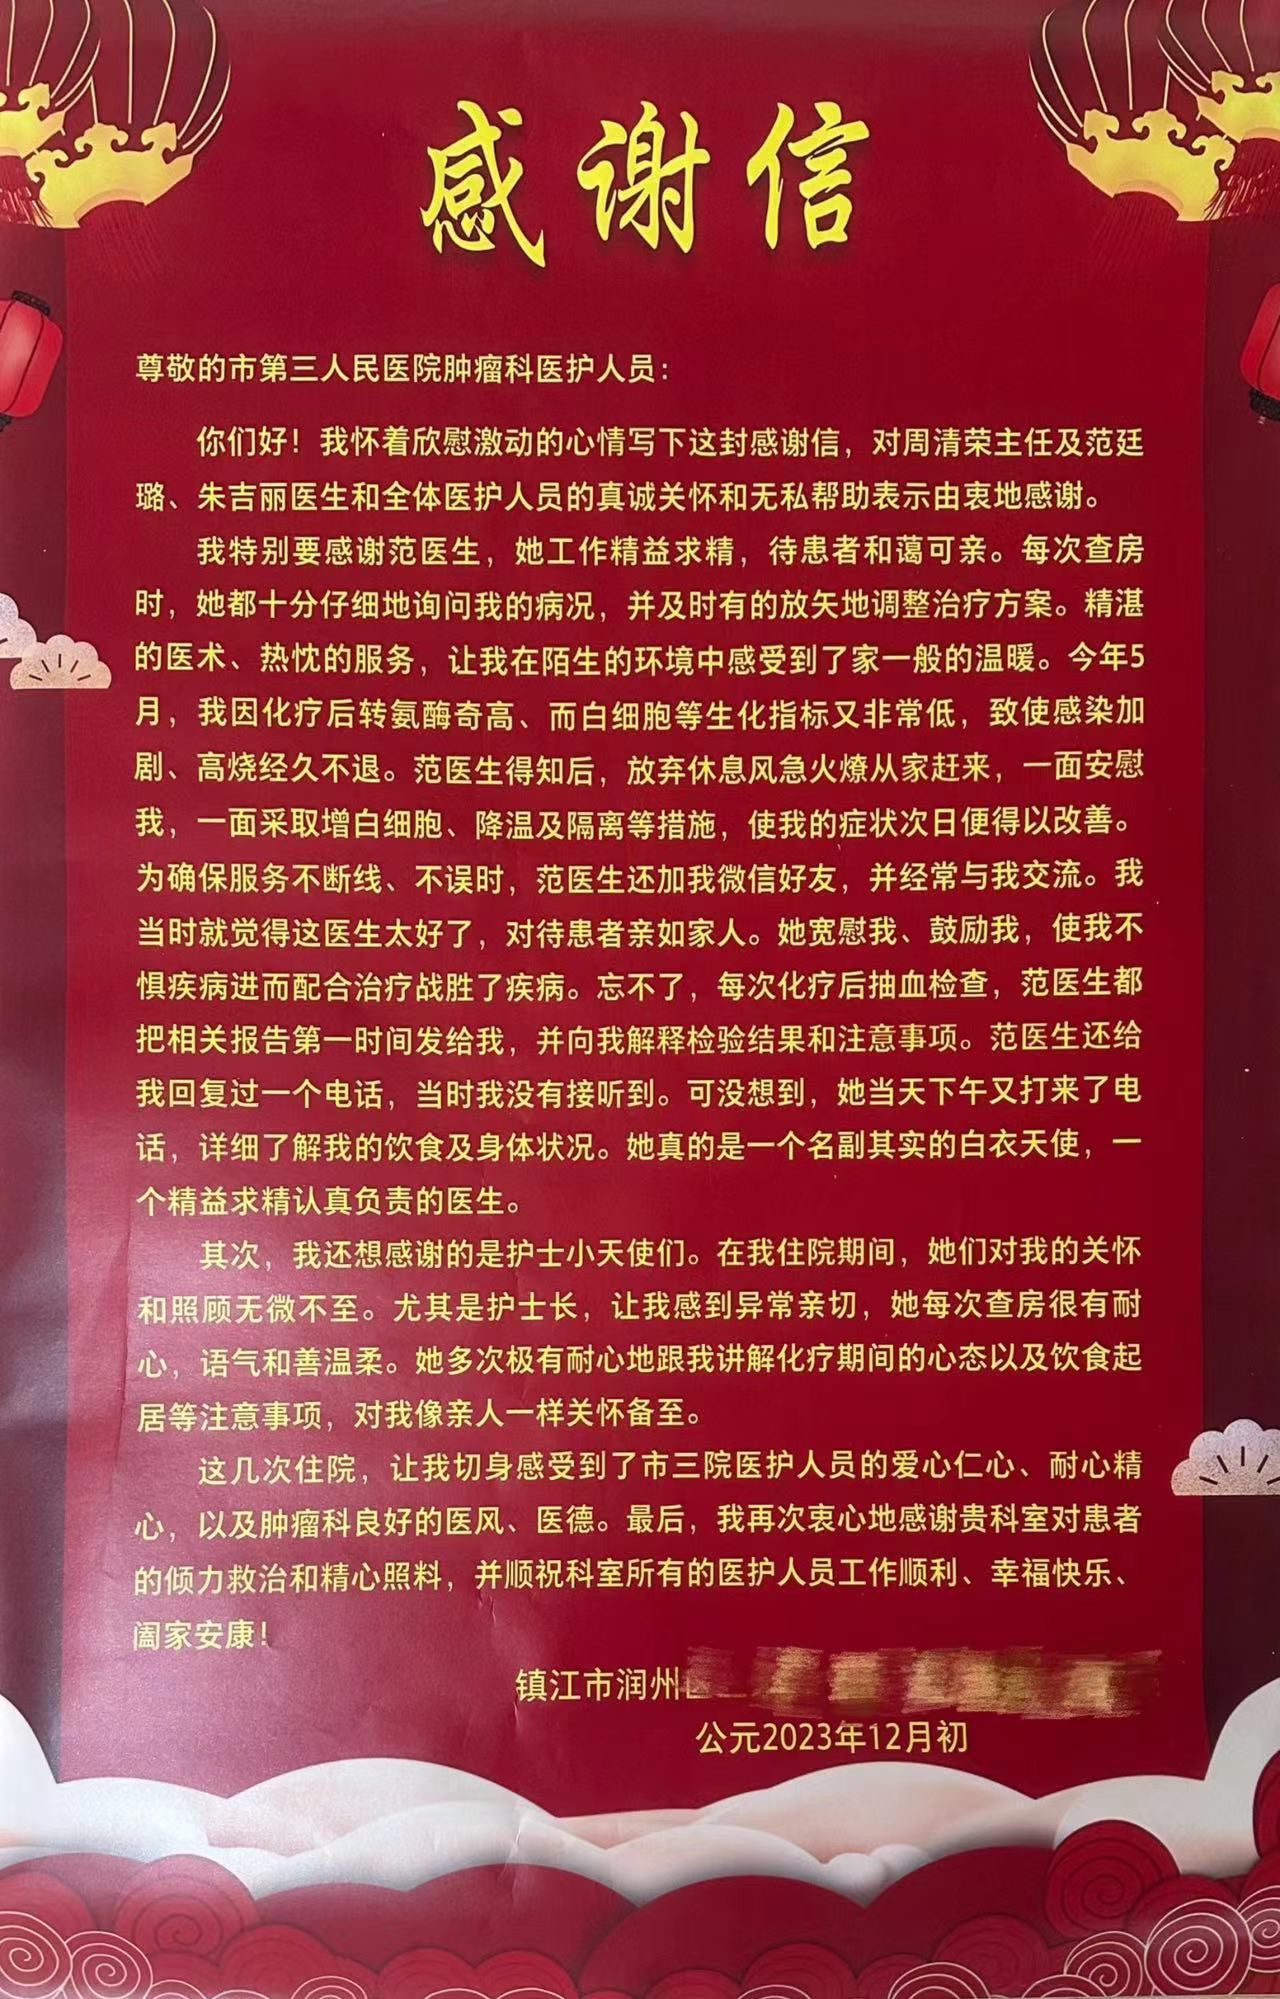 感谢信
尊敬的市第三人民医院肿瘤科医护人员：
你们好！我怀着欣慰激动的心情写下这封感谢信，对周清荣主任及范廷
璐、朱吉丽医生和全体医护人员的真诚关怀和无私帮助表示由衷地感谢。
我特别要感谢范医生，她工作精益求精，待患者和蔼可亲。每次查房
时，她都十分仔细地询问我的病况，并及时有的放矢地调整治疗方案。精湛
的医术、热忱的服务，让我在陌生的环境中感受到了家一般的温暖。今年5
月，我因化疗后转氨酶奇高、而白细胞等生化指标又非常低，致使感染加
剧、高烧经久不退。范医生得知后，放弃休息风急火燎从家赶来，一面安慰
我，一面采取增白细胞、降温及隔离等措施，使我的症状次日便得以改善。
为确保服务不断线、不误时，范医生还加我微信好友，并经常与我交流。我
当时就觉得这医生太好了，对待患者亲如家人。她宽慰我、鼓励我，使我不
惧疾病进而配合治疗战胜了疾病。忘不了，每次化疗后抽血检查，范医生都
把相关报告第一时间发给我，并向我解释检验结果和注意事项。范医生还给
我回复过一个电话，当时我没有接听到。可没想到，她当天下午又打来了电
话，详细了解我的饮食及身体状况。她真的是一个名副其实的白衣天使，一
个精益求精认真负责的医生。
其次，我还想感谢的是护士小天使们。在我住院期间，她们对我的关怀
和照顾无微不至。尤其是护士长，让我感到异常亲切，她每次查房很有耐
心，语气和善温柔。她多次极有耐心地跟我讲解化疗期间的心态以及饮食起
居等注意事项，对我像亲人一样关怀备至。
这几次住院，让我切身感受到了市三院医护人员的爱心仁心、耐心精
心，以及肿瘤科良好的医风、医德。最后，我再次衷心地感谢贵科室对患者
的倾力救治和精心照料，并顺祝科室所有的医护人员工作顺利、幸福快乐、
阖家安康！
镇江市润州
公元2023年12月初